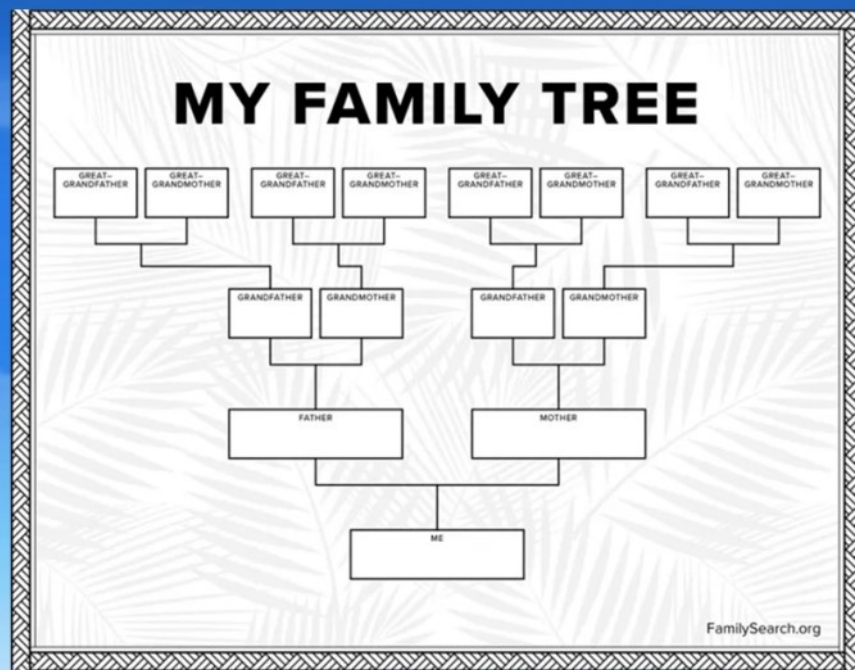 MY FAMILY TREE
GREAT–
GRANDFATHER
GREAT–
GRANDMOTHER
GREAT–
GRANDFATHER
GREAT–
GRANDMOTHER
GREAT–
GRANDFATHER
GREAT–
GRANDMOTHER
GREAT–
GRANDFATHER
GREAT–
GRANDMOTHER
GRANDFATHER
GRANDMOTHER
GRANDFATHER
GRANDMOTHER
FATHER
MOTHER
ME
FamilySearch.org